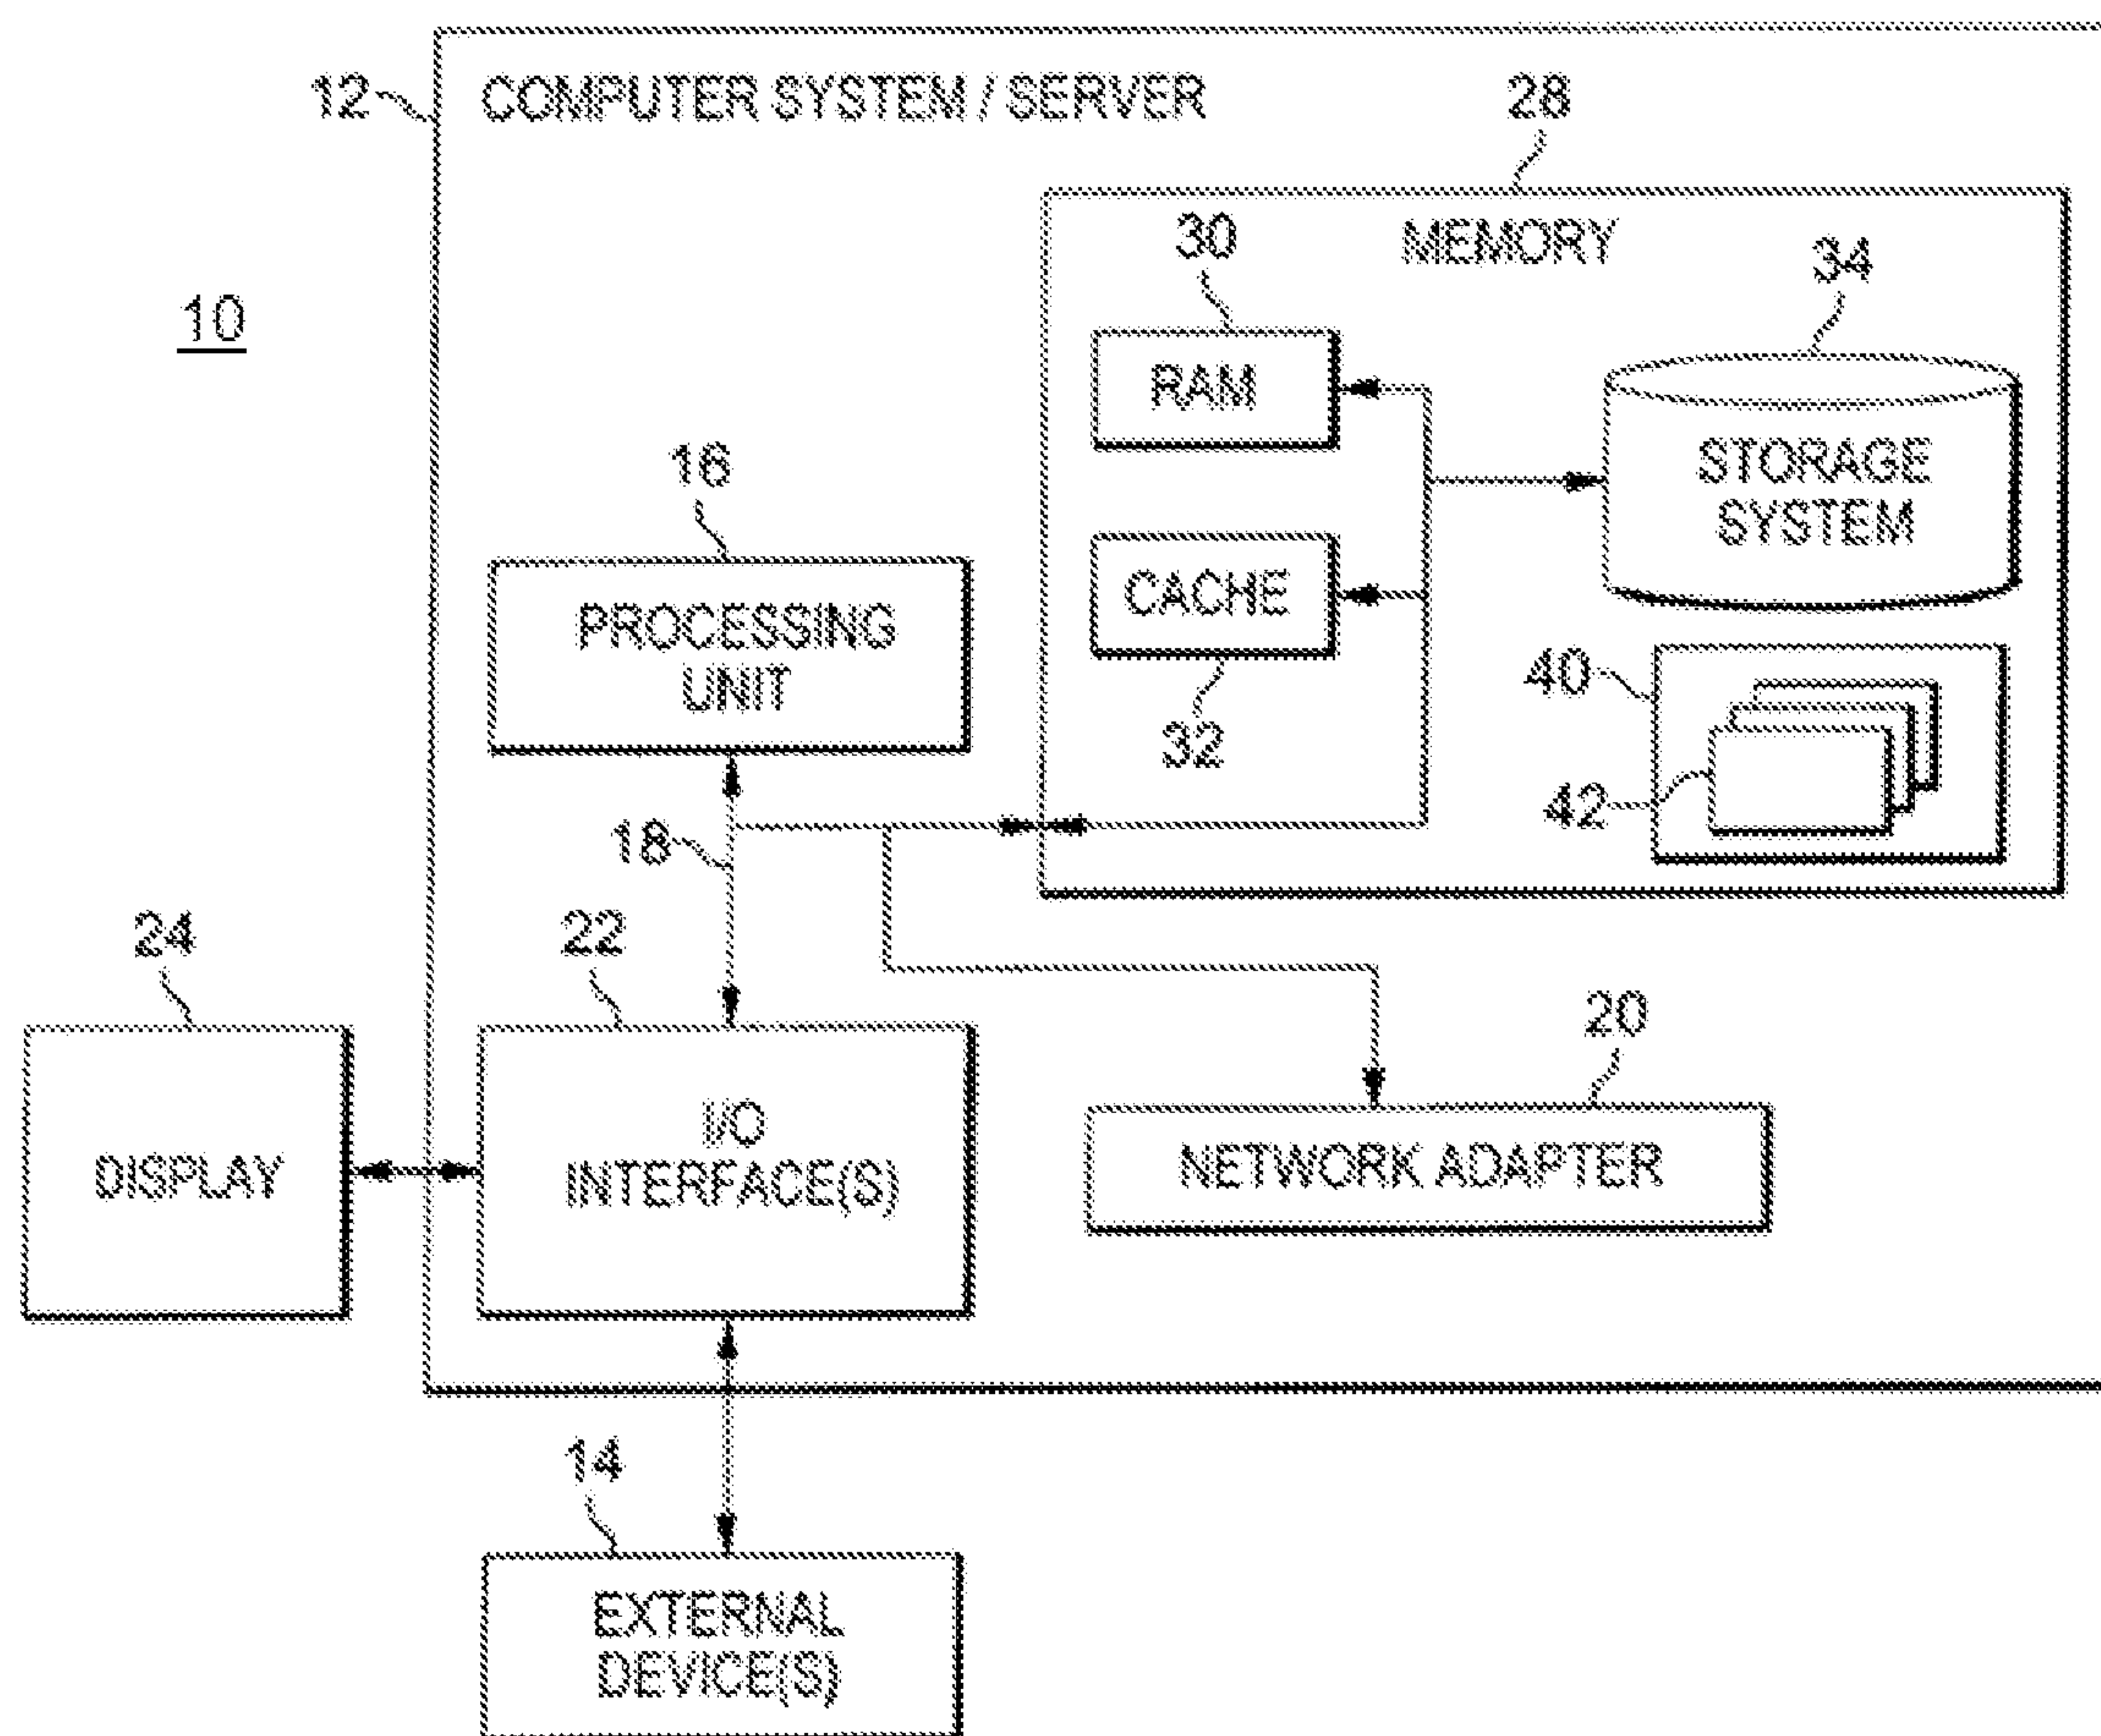 12
COMPUTER SYSTEM / SERVER
28
MEMORY
30
34
10
RAM
STORAGE
SYSTEM
16
CACHE
PROCESSING
UNIT
40
32
42
18
24
22
20
I/O
INTERFACE(S)
DISPLAY
NETWORK ADAPTER
14
EXTERNAL
DEVICE(S)